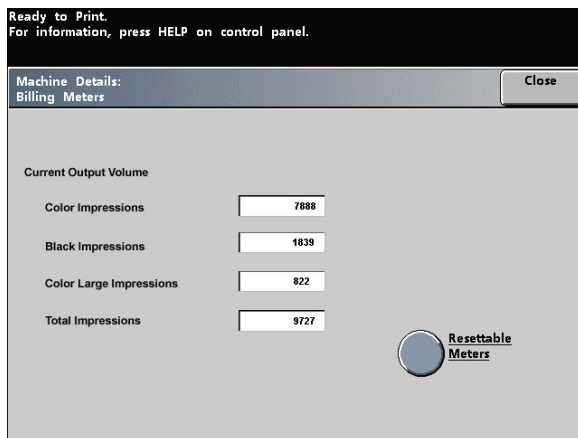 Ready to Print.
For information, press HELP on control panel.
Machine Details:
Billing Meters
Close
Current Output Volume
Color Impressions 7888
Black Impressions 1839
Color Large Impressions 822
Total Impressions 9727
Resettable
Meters